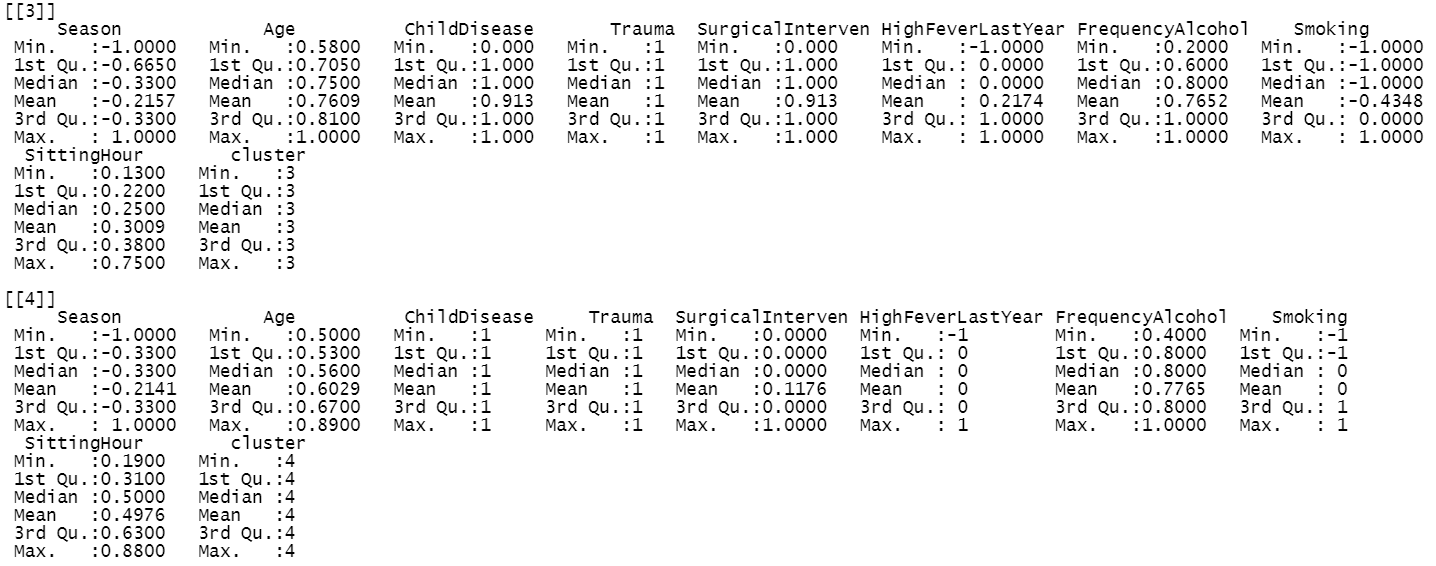 [[3]]
Season Age ChildDisease Trauma SurgicalInterven HighFeverLastYear FrequencyAlcohol Smoking
Min. :-1.0000 Min. :0.5800 Min. :0.000 Min. :1 Min. :0.000 Min. :-1.0000 Min. :0.2000 Min. :-1.0000
1st Qu.:-0.6650 1st Qu.:0.7050 1st Qu.:1.000 1st Qu.:1 1st Qu.:1.000 1st Qu.: 0.0000 1st Qu.:0.6000 1st Qu.:-1.0000
Median :-0.3300 Median :0.7500 Median :1.000 Median :1 Median :1.000 Median : 0.0000 Median :0.8000 Median :-1.0000
Mean :-0.2157 Mean :0.7609 Mean :0.913 Mean :1 Mean :0.913 Mean : 0.2174 Mean :0.7652 Mean :-0.4348
3rd Qu.:-0.3300 3rd Qu.:0.8100 3rd Qu.:1.000 3rd Qu.:1 3rd Qu.:1.000 3rd Qu.: 1.0000 3rd Qu.:1.0000 3rd Qu.: 0.0000
Max. : 1.0000 Max. :1.0000 Max. :1.000 Max. :1 Max. :1.000 Max. : 1.0000 Max. :1.0000 Max. : 1.0000
SittingHour cluster
Min. :0.1300 Min. :3
1st Qu.:0.2200 1st Qu.:3
Median :0.2500 Median :3
Mean :0.3009 Mean :3
3rd Qu.:0.3800 3rd Qu.:3
Max. :0.7500 Max. :3
[[4]]
Season Age ChildDisease Trauma SurgicalInterven HighFeverLastYear FrequencyAlcohol Smoking
Min. :-1.0000 Min. :0.5000 Min. :1 Min. :1 Min. :0.0000 Min. :-1 Min. :0.4000 Min. :-1
1st Qu.:-0.3300 1st Qu.:0.5300 1st Qu.:1 1st Qu.:1 1st Qu.:0.0000 1st Qu.: 0 1st Qu.:0.8000 1st Qu.:-1
Median :-0.3300 Median :0.5600 Median :1 Median :1 Median :0.0000 Median : 0 Median :0.8000 Median : 0
Mean :-0.2141 Mean :0.6029 Mean :1 Mean :1 Mean :0.1176 Mean : 0 Mean :0.7765 Mean : 0
3rd Qu.:-0.3300 3rd Qu.:0.6700 3rd Qu.:1 3rd Qu.:1 3rd Qu.:0.0000 3rd Qu.: 0 3rd Qu.:0.8000 3rd Qu.: 1
Max. : 1.0000 Max. :0.8900 Max. :1 Max. :1 Max. :1.0000 Max. : 1 Max. :1.0000 Max. : 1
SittingHour cluster
Min. :0.1900 Min. :4
1st Qu.:0.3100 1st Qu.:4
Median :0.5000 Median :4
Mean :0.4976 Mean :4
3rd Qu.:0.6300 3rd Qu.:4
Max. :0.8800 Max. :4